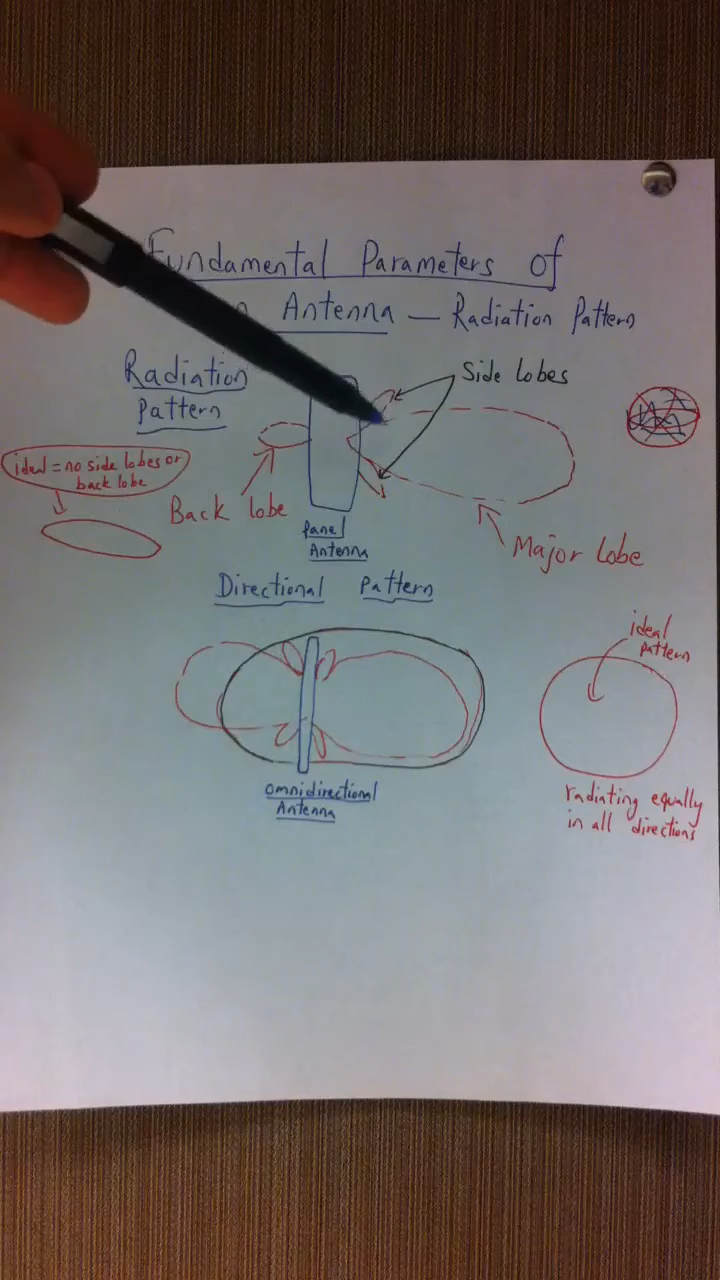 Fundamental Parameters of
Antenna — Radiation Pattern
Radiation
Pattern
Side lobes
ideal = no side lobes or
back lobe
Back lobe
Panel
Antenna
Major lobe
Directional Pattern
ideal
pattern
omnidirectional
Antenna
radiating equally
in all directions